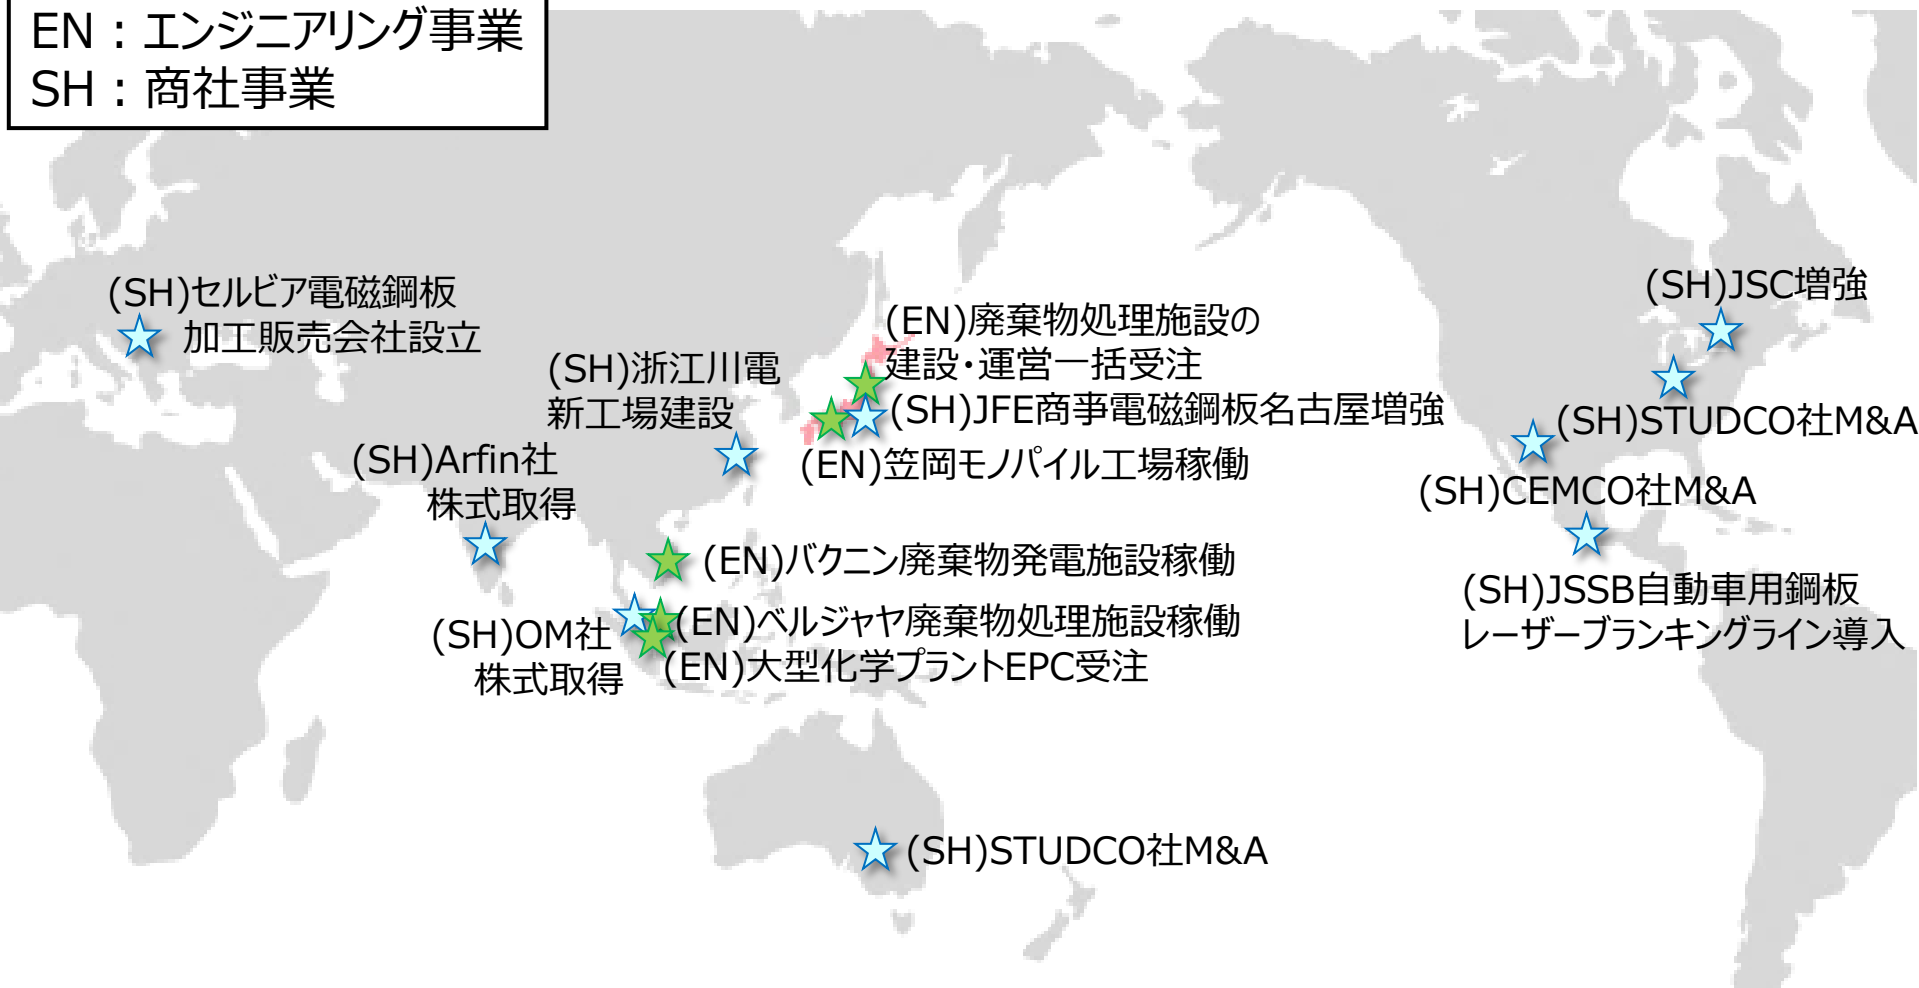 EN：エンジニアリング事業
SH：商社事業
(SH)セルビア電磁鋼板
加工販売会社設立
(SH)浙江川電
新工場建設
(SH)Arfin社
株式取得
(EN)廃棄物処理施設の
建設・運営一括受注
(SH)JFE商事電磁鋼板名古屋増強
(EN)笠岡モノパイル工場稼働
(EN)バクニン廃棄物発電施設稼働
(SH)OM社
株式取得
(EN)ベルジャヤ廃棄物処理施設稼働
(EN)大型化学プラントEPC受注
(SH)STUDCO社M&A
(SH)JSC増強
(SH)STUDCO社M&A
(SH)CEMCO社M&A
(SH)JSSB自動車用鋼板
レーザーブランキングライン導入